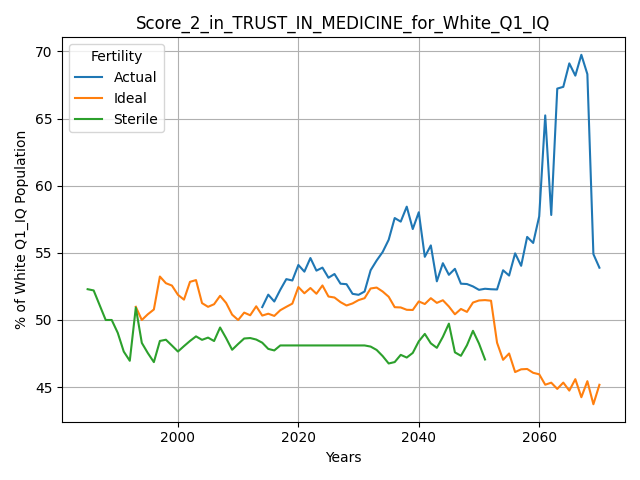 Score_2_in_TRUST_IN_MEDICINE_for_White_Q1_IQ
Fertility
Actual
Ideal
Sterile
% of White Q1_IQ Population
70
65
60
55
50
45
2000
2020
2040
2060
Years